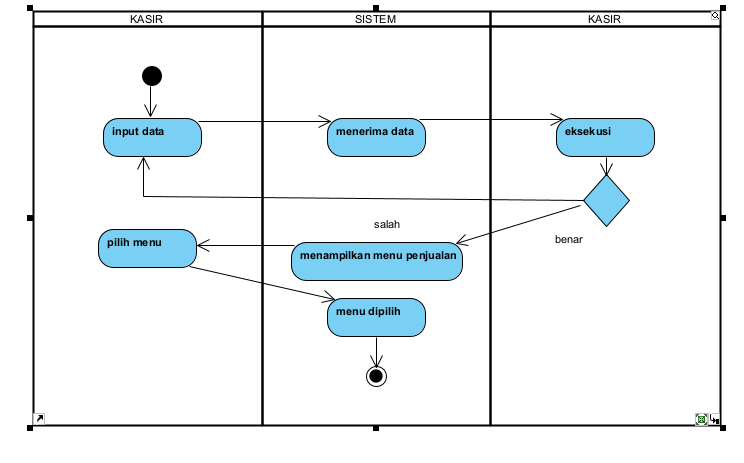 KASIR
SISTEM
KASIR
input data
menerima data
eksekusi
salah
benar
pilih menu
menampilkan menu penjualan
menu dipilih